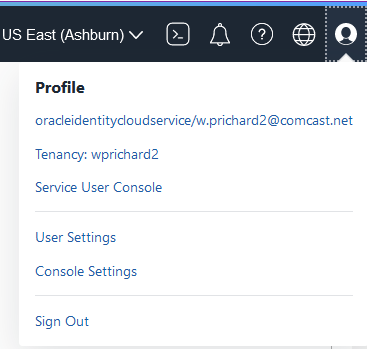 US East (Ashburn)
Profile
oracleidentitycloudservice/w.prichard2@comcast.net
Tenancy: wprichard2
Service User Console
User Settings
Console Settings
Sign Out